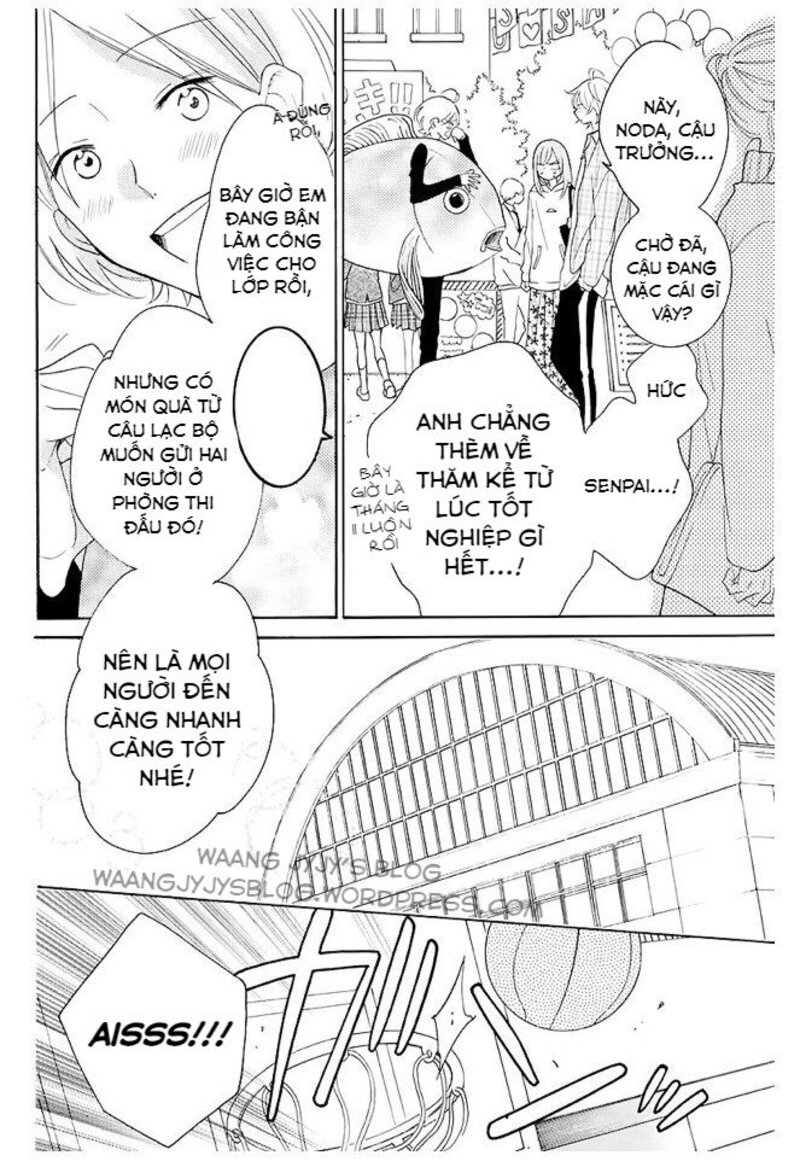 NÀY,
NODA, CẬU
TRƯỞNG...
CHỜ ĐÃ,
CẬU ĐANG
MẶC CÁI GÌ
VẬY?
HỨC
SENPAI...!
ANH CHẲNG
THÈM VỀ
THĂM KỂ TỪ
LÚC TỐT
NGHIỆP GÌ
HẾT...!
BÂY
GIỜ LÀ
THÁNG
11 LUÔN
RỒI
A ĐÚNG
RỒI,
BÂY GIỜ EM
ĐANG BẬN
LÀM CÔNG
VIỆC CHO
LỚP RỒI,
NHƯNG CÓ
MÓN QUÀ TỪ
CÂU LẠC BỘ
MUỐN GỬI HAI
NGƯỜI Ở
PHÒNG THI
ĐẤU ĐÓ!
NÊN LÀ MỌI
NGƯỜI ĐẾN
CÀNG NHANH
CÀNG TỐT
NHÉ!
WAANG JYJY'S BLOG
WAANGJYJYSBLOG.WORDPRESS.COM
AISSS!!!
ガシッ